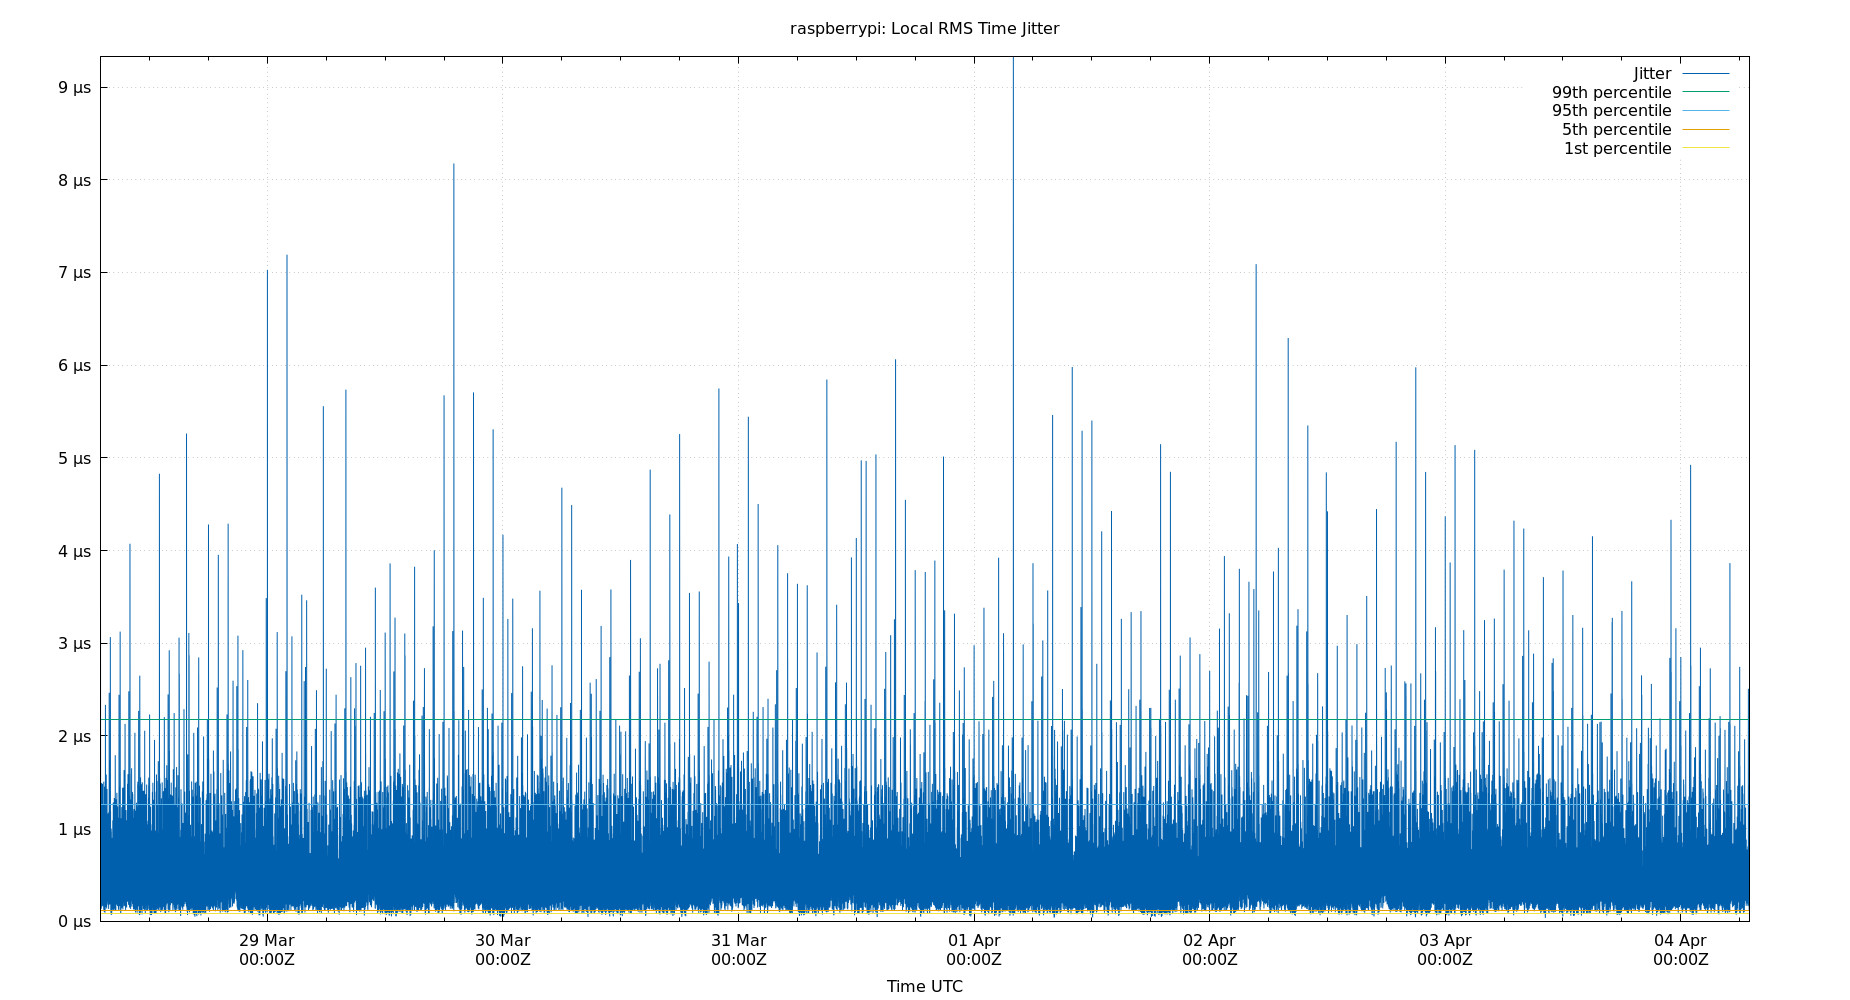 raspberrypi: Local RMS Time Jitter
Jitter
99th percentile
95th percentile
5th percentile
1st percentile
9 µs
8 µs
7 µs
6 µs
5 µs
4 µs
3 µs
2 µs
1 µs
0 µs
29 Mar
00:00Z
30 Mar
00:00Z
31 Mar
00:00Z
01 Apr
00:00Z
02 Apr
00:00Z
03 Apr
00:00Z
04 Apr
00:00Z
Time UTC